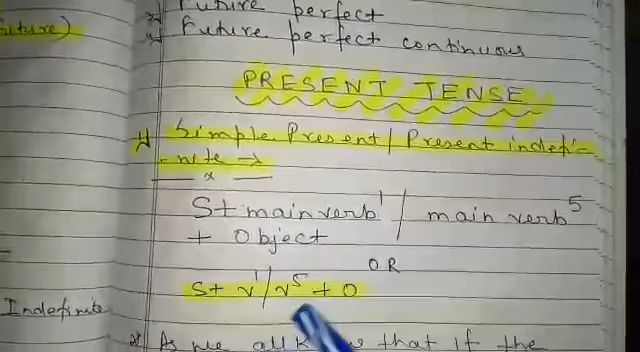 Future perfect
Future perfect continuous
uture)
PRESENT TENSE
# Simple Present / Present indefi-
-nite →
— x —
S + main verb¹ / main verb⁵
+ Object
OR
S + v¹/v⁵ + O
Indefinite
As we all that if the